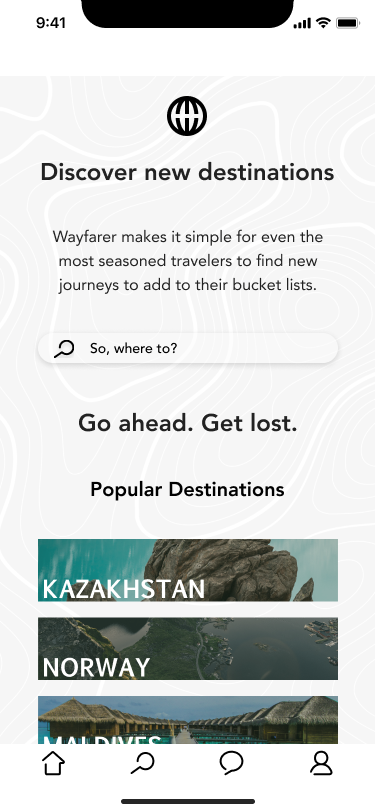 9:41
Discover new destinations
Wayfarer makes it simple for even the
most seasoned travelers to find new
journeys to add to their bucket lists.
So, where to?
Go ahead. Get lost.
Popular Destinations
KAZAKHSTAN
NORWAY
MALDIVES